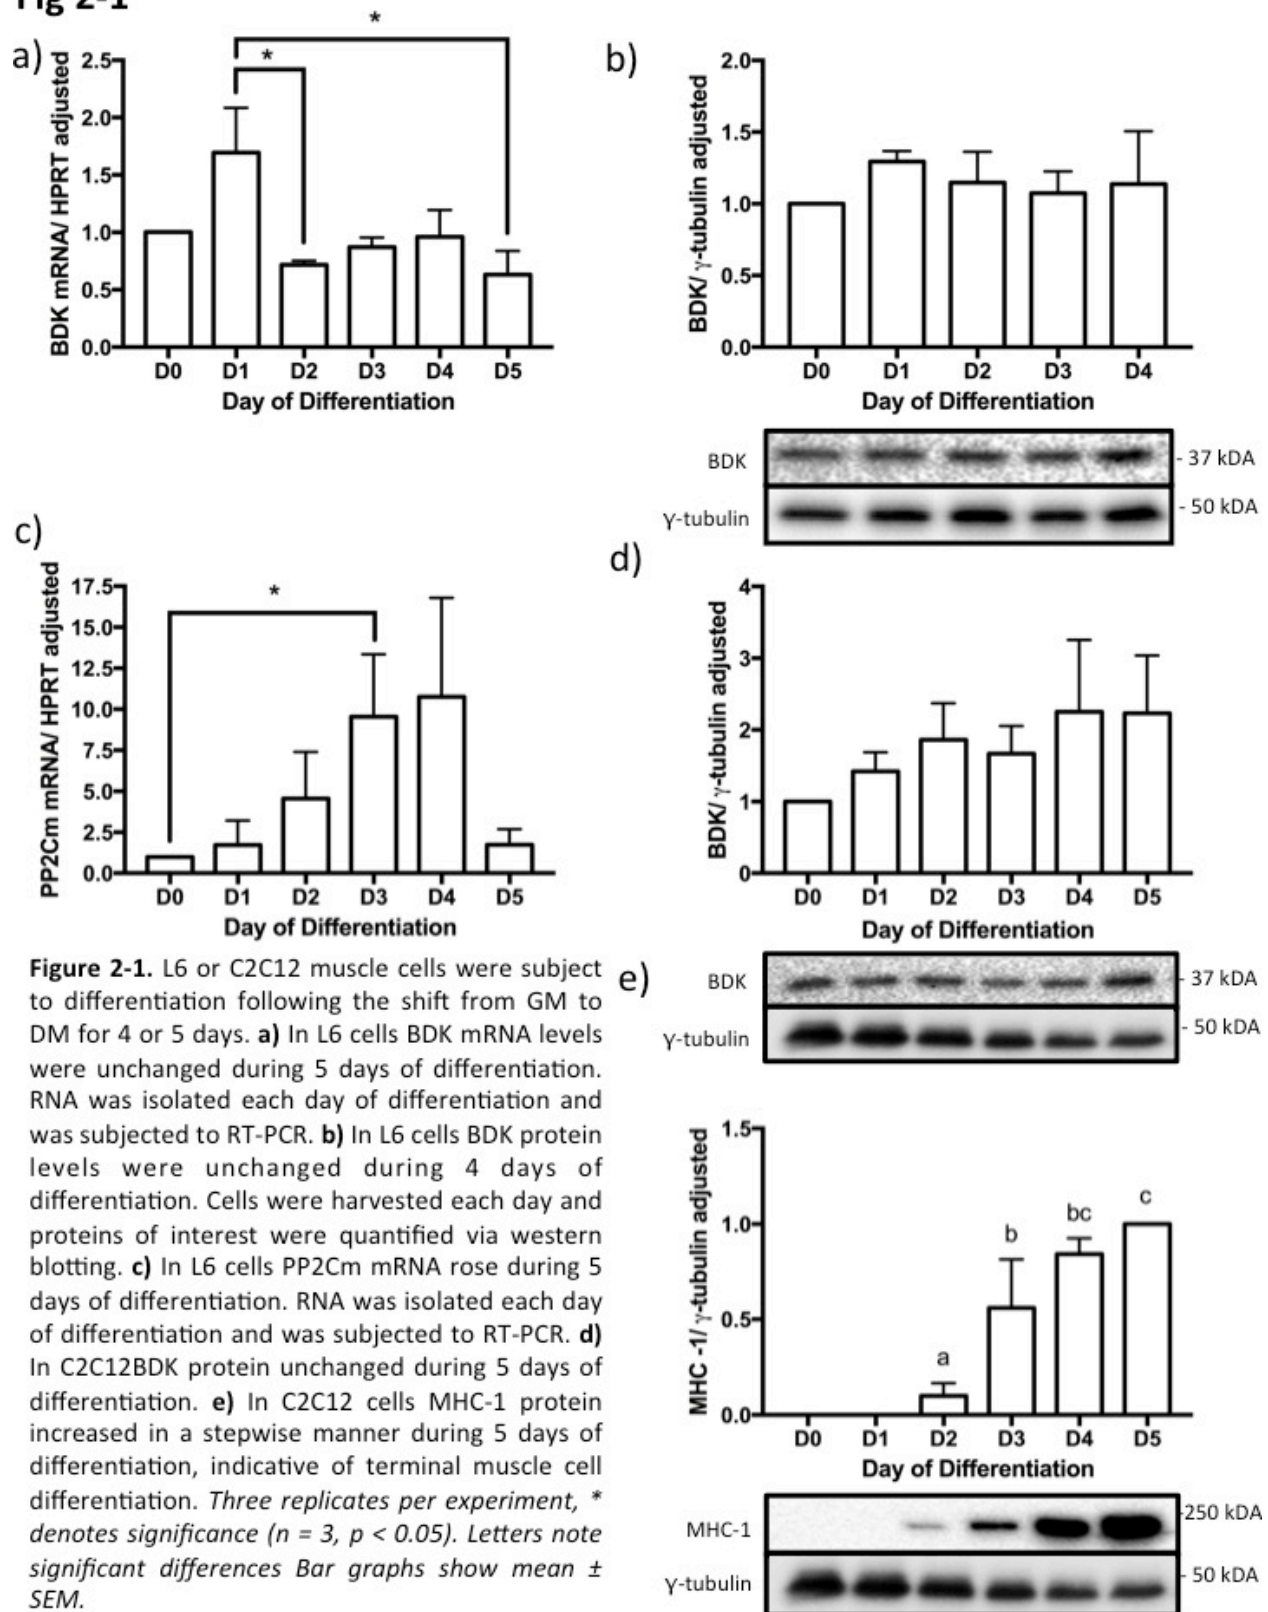 Fig 2-1
a)
BDK mRNA/ HPRT adjusted
2.5
2.0
1.5
1.0
0.5
0.0
*
*
D0 D1 D2 D3 D4 D5
Day of Differentiation
b)
BDK/ γ-tubulin adjusted
2.0
1.5
1.0
0.5
0.0
D0 D1 D2 D3 D4
Day of Differentiation
BDK - 37 kDA
γ-tubulin - 50 kDA
c)
PP2Cm mRNA/ HPRT adjusted
17.5
15.0
12.5
10.0
7.5
5.0
2.5
0.0
*
D0 D1 D2 D3 D4 D5
Day of Differentiation
d)
BDK/ γ-tubulin adjusted
4
3
2
1
0
D0 D1 D2 D3 D4 D5
Day of Differentiation
BDK - 37 kDA
γ-tubulin - 50 kDA
e)
MHC -1/ γ-tubulin adjusted
1.5
1.0
0.5
0.0
a b bc c
D0 D1 D2 D3 D4 D5
Day of Differentiation
MHC-1 -250 kDA
γ-tubulin - 50 kDA
Figure 2-1. L6 or C2C12 muscle cells were subject
to differentiation following the shift from GM to
DM for 4 or 5 days. a) In L6 cells BDK mRNA levels
were unchanged during 5 days of differentiation.
RNA was isolated each day of differentiation and
was subjected to RT-PCR. b) In L6 cells BDK protein
levels were unchanged during 4 days of
differentiation. Cells were harvested each day and
proteins of interest were quantified via western
blotting. c) In L6 cells PP2Cm mRNA rose during 5
days of differentiation. RNA was isolated each day
of differentiation and was subjected to RT-PCR. d)
In C2C12BDK protein unchanged during 5 days of
differentiation. e) In C2C12 cells MHC-1 protein
increased in a stepwise manner during 5 days of
differentiation, indicative of terminal muscle cell
differentiation. Three replicates per experiment, *
denotes significance (n = 3, p < 0.05). Letters note
significant differences Bar graphs show mean ±
SEM.